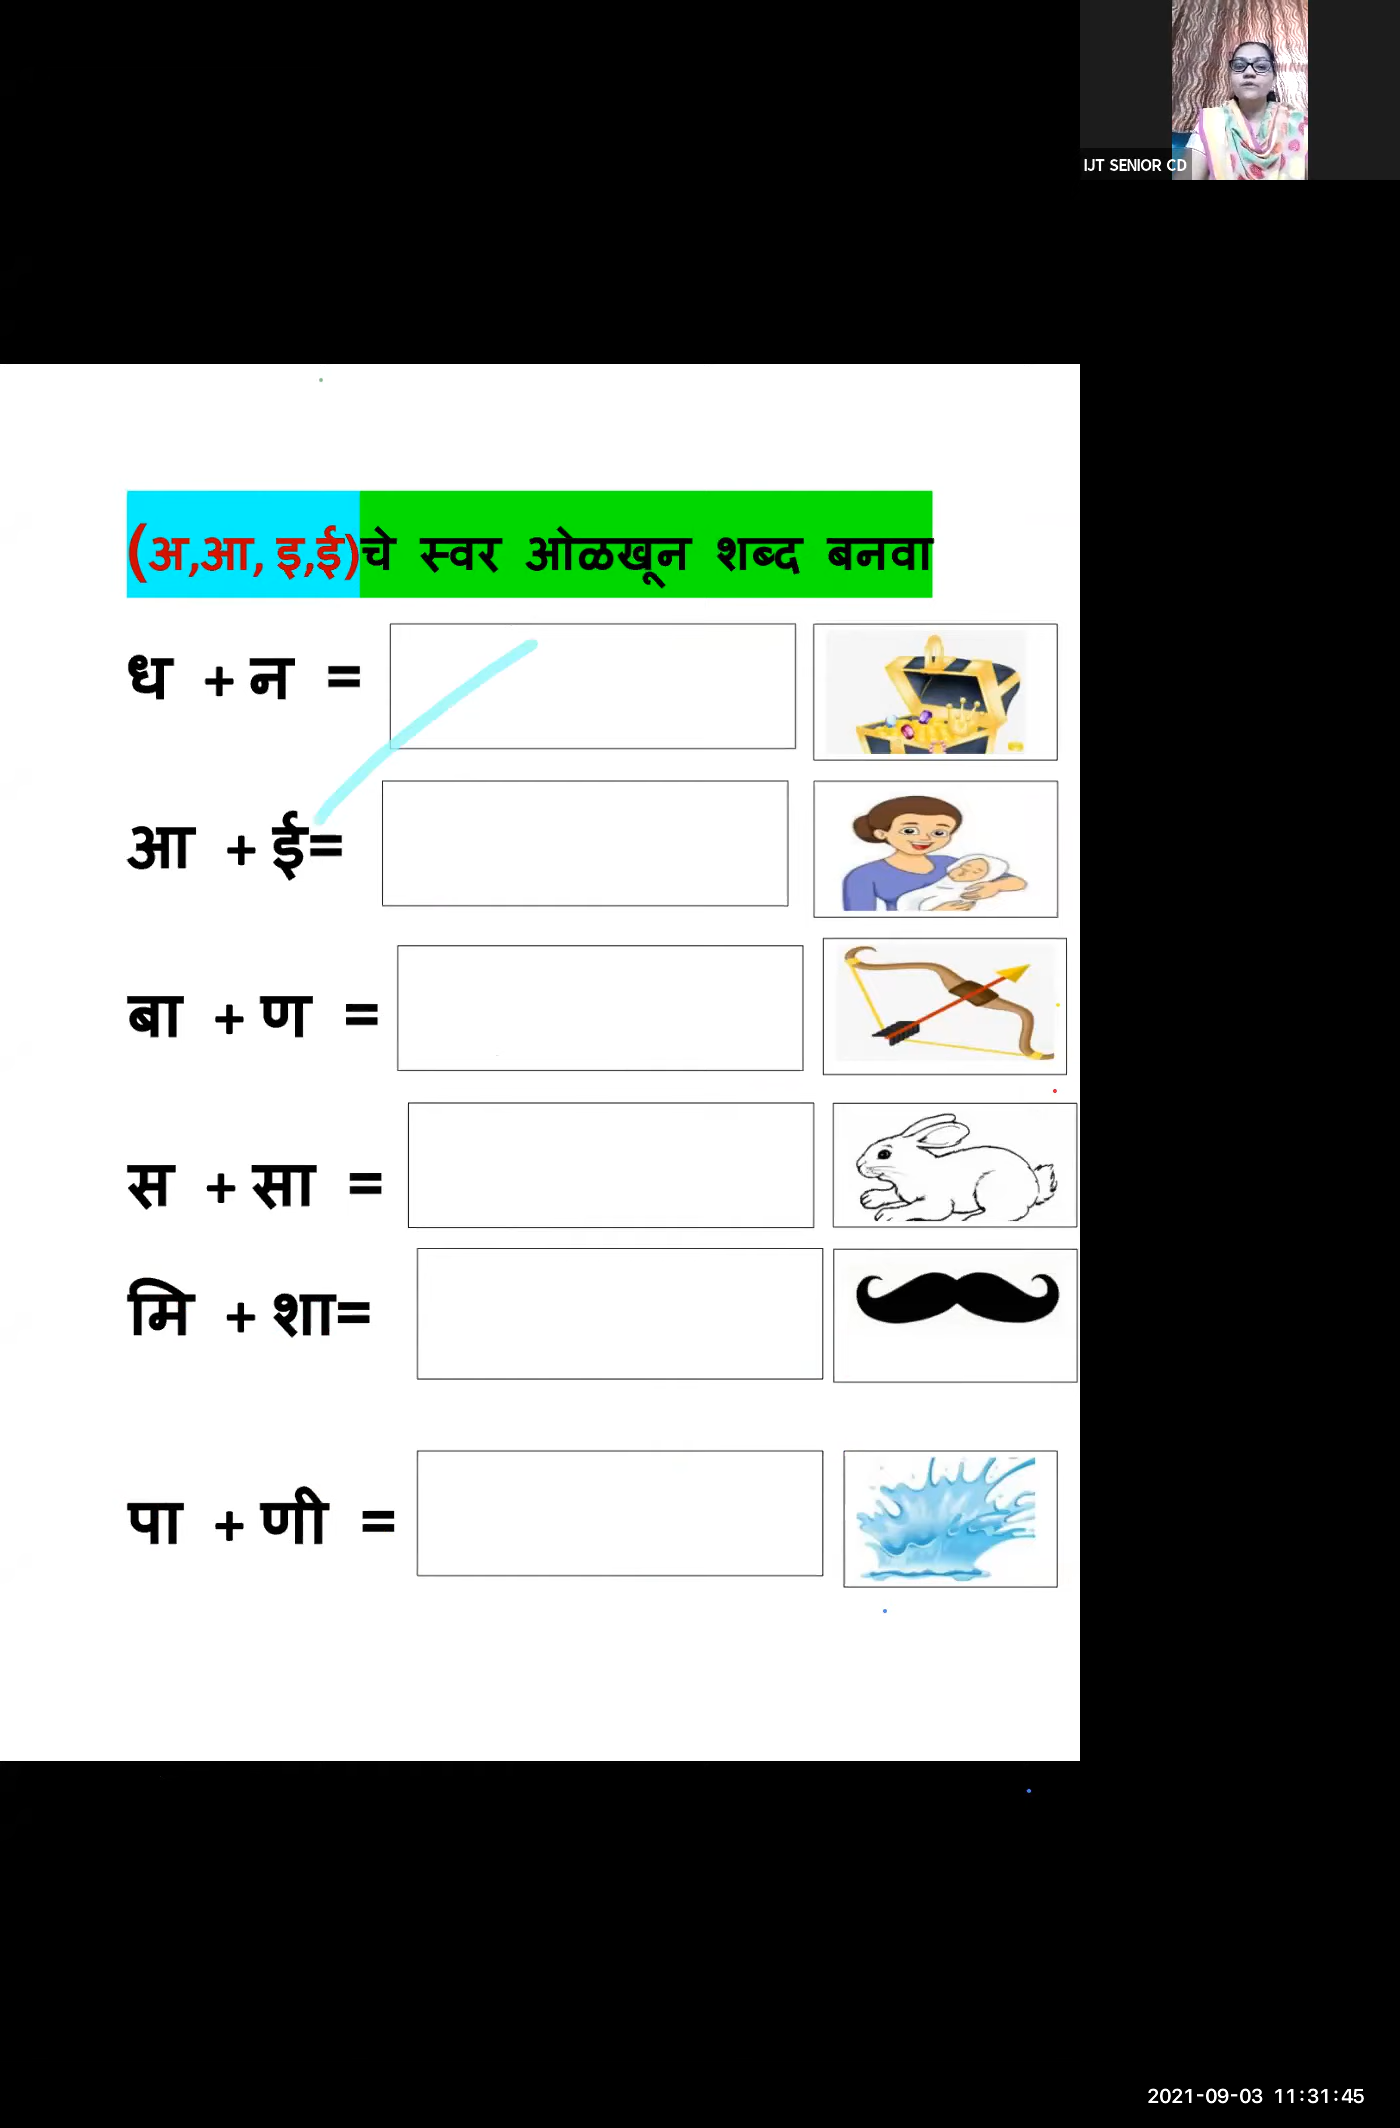 IJT SENIOR CD
(अ,आ, इ,ई)चे स्वर ओळखून शब्द बनवा
ध + न =
आ + ई=
बा + ण =
स + सा =
मि + शा=
पा + णी =
2021-09-03 11:31:45